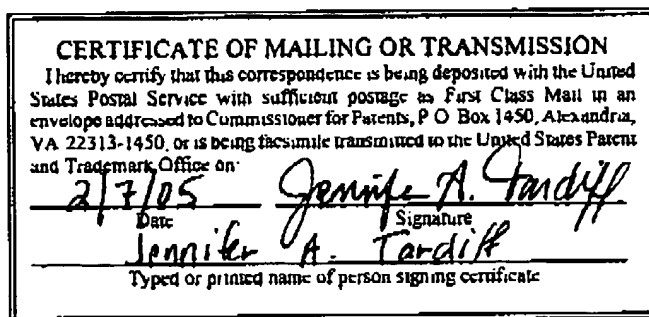 CERTIFICATE OF MAILING OR TRANSMISSION
I hereby certify that this correspondence is being deposited with the United
States Postal Service with sufficient postage as First Class Mail in an
envelope addressed to Commissioner for Patents, P O Box 1450, Alexandria,
VA 22313-1450, or is being facsimile transmitted to the United States Patent
and Trademark Office on:
2/7/05 Jennifer A. Tardiff
Date Signature
Jennifer A. Tardiff
Typed or printed name of person signing certificate